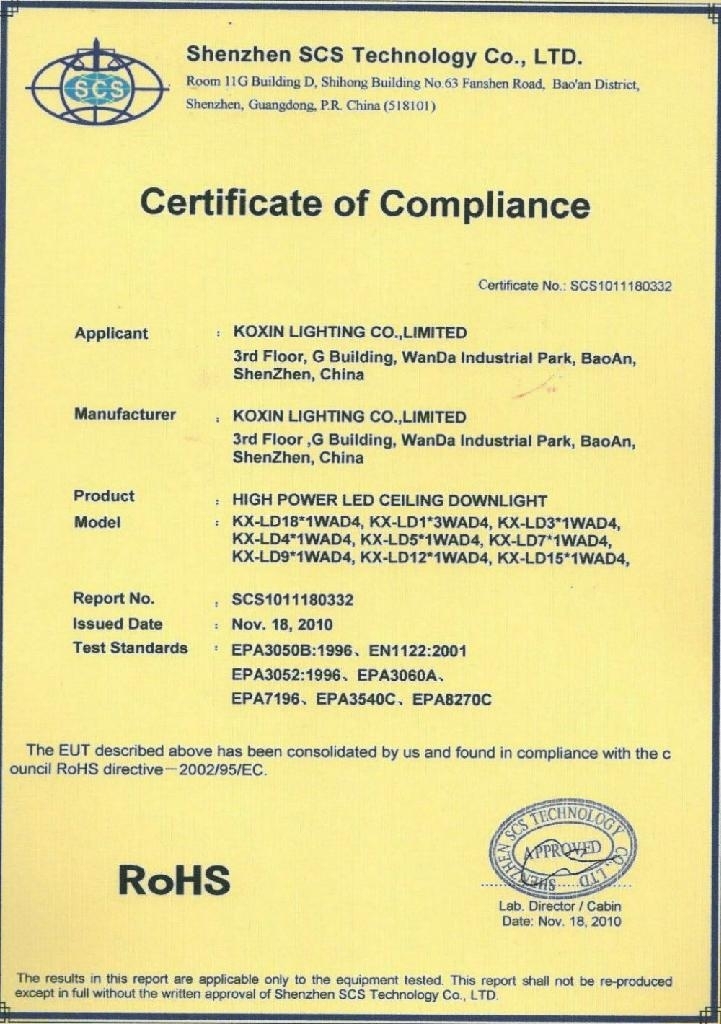 SCS
Shenzhen SCS Technology Co., LTD.
Room 11G Building D, Shihong Building No.63 Fanshen Road, Bao'an District,
Shenzhen, Guangdong, P.R. China (518101)
Certificate of Compliance
Certificate No.: SCS1011180332
Applicant : KOXIN LIGHTING CO.,LIMITED
3rd Floor, G Building, WanDa Industrial Park, BaoAn,
ShenZhen, China
Manufacturer : KOXIN LIGHTING CO.,LIMITED
3rd Floor ,G Building, WanDa Industrial Park, BaoAn,
ShenZhen, China
Product : HIGH POWER LED CEILING DOWNLIGHT
Model : KX-LD18*1WAD4, KX-LD1*3WAD4, KX-LD3*1WAD4,
KX-LD4*1WAD4, KX-LD5*1WAD4, KX-LD7*1WAD4,
KX-LD9*1WAD4, KX-LD12*1WAD4, KX-LD15*1WAD4,
Report No. : SCS1011180332
Issued Date : Nov. 18, 2010
Test Standards : EPA3050B:1996、EN1122:2001
EPA3052:1996、EPA3060A、
EPA7196、EPA3540C、EPA8270C
The EUT described above has been consolidated by us and found in compliance with the c
ouncil RoHS directive－2002/95/EC.
SHENZHEN SCS TECHNOLOGY CO., LTD
APPROVED
RoHS
Lab. Director / Cabin
Date: Nov. 18, 2010
The results in this report are applicable only to the equipment tested. This report shall not be re-produced
except in full without the written approval of Shenzhen SCS Technology Co., LTD.